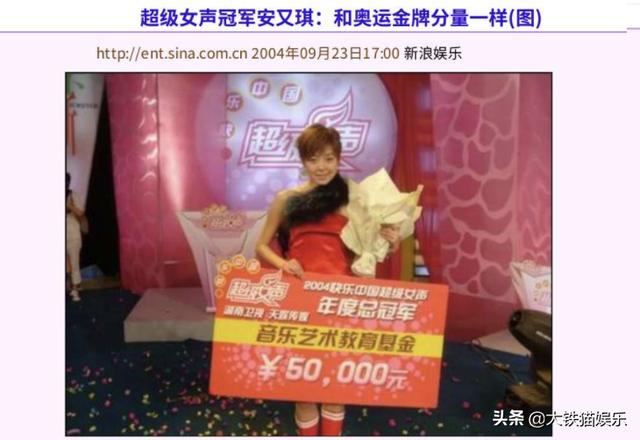 超级女声冠军安又琪：和奥运金牌分量一样(图)
http://ent.sina.com.cn 2004年09月23日17:00 新浪娱乐
快乐中国
超级女声
超级女声
2004快乐中国超级女声
年度总冠军
湖南卫视 天娱传媒
音乐艺术教育基金
￥50,000元
头条 @大铁猫娱乐